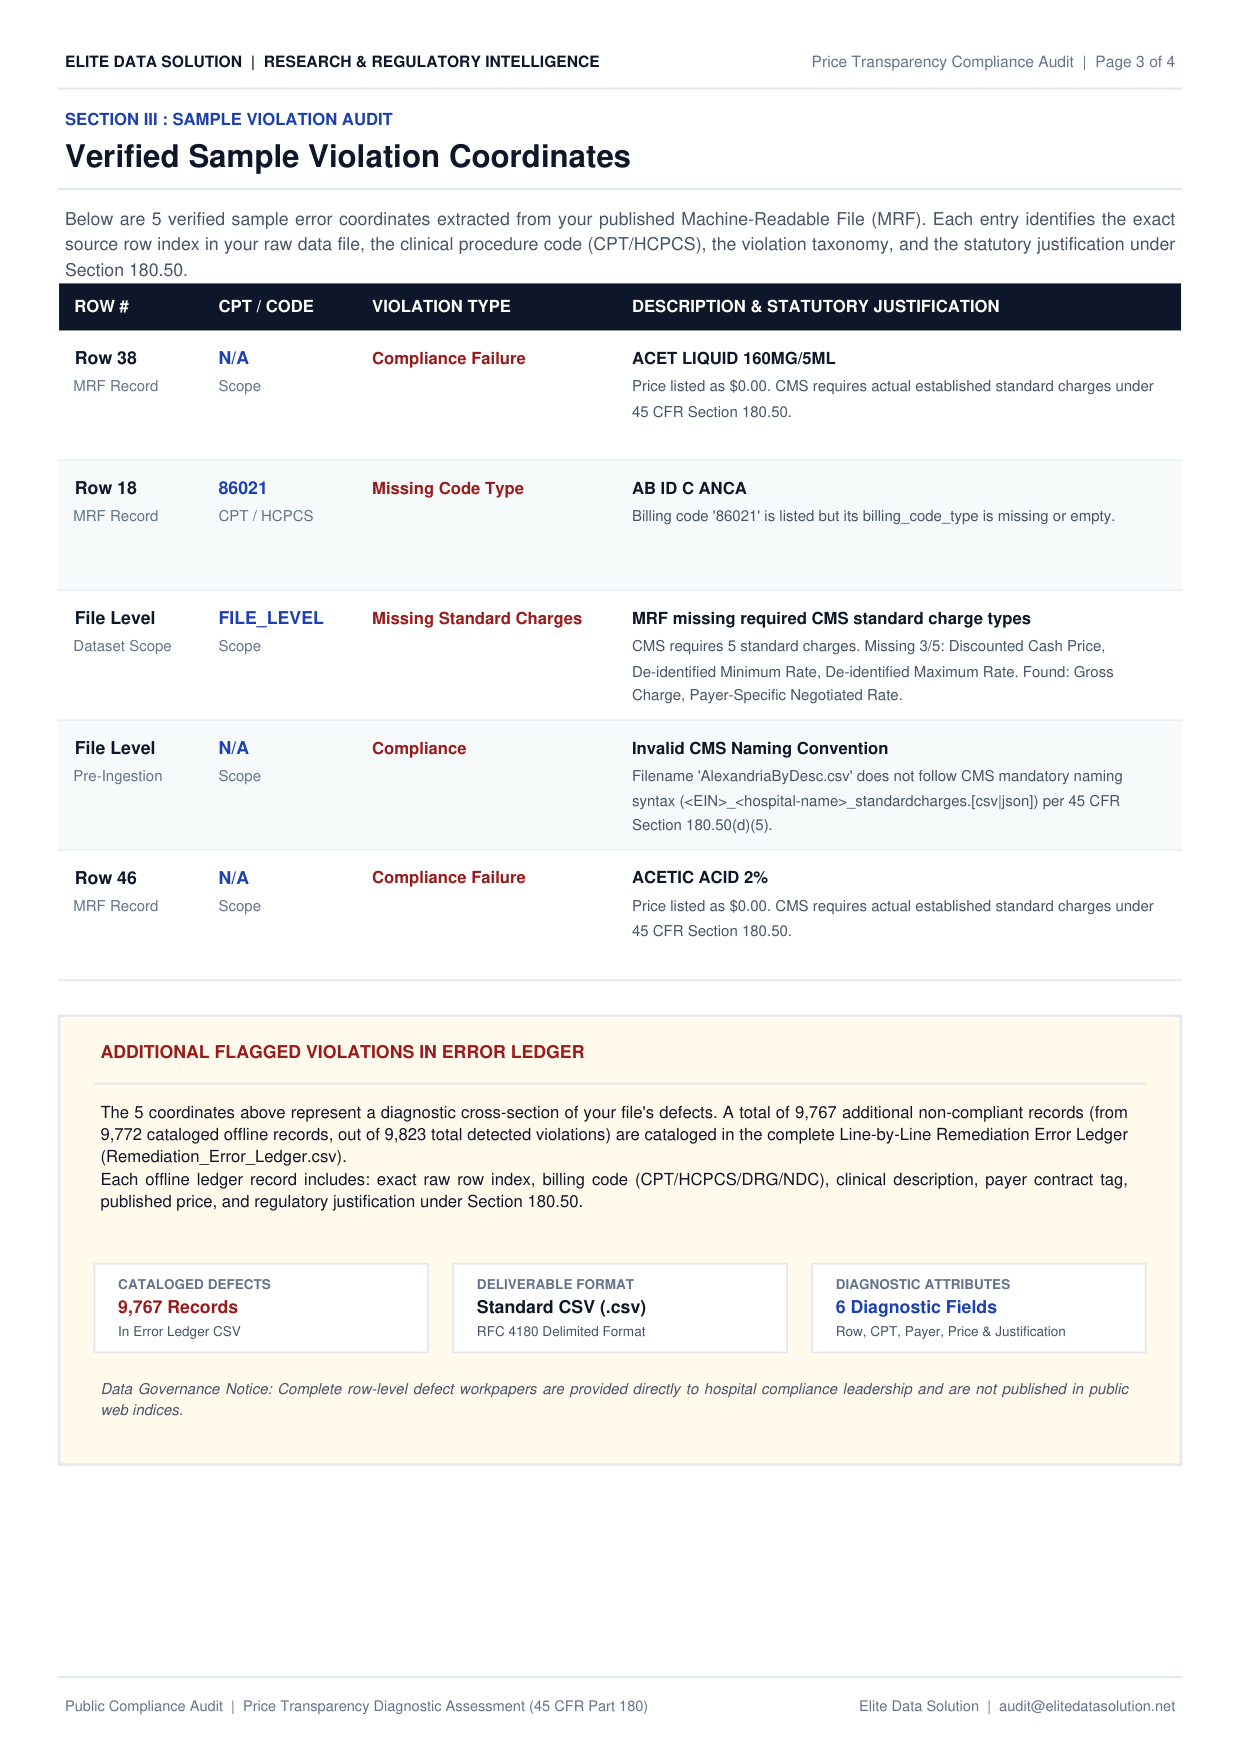 ELITE DATA SOLUTION | RESEARCH & REGULATORY INTELLIGENCE
Price Transparency Compliance Audit | Page 3 of 4
SECTION III : SAMPLE VIOLATION AUDIT
Verified Sample Violation Coordinates
Below are 5 verified sample error coordinates extracted from your published Machine-Readable File (MRF). Each entry identifies the exact
source row index in your raw data file, the clinical procedure code (CPT/HCPCS), the violation taxonomy, and the statutory justification under
Section 180.50.
ROW # CPT / CODE VIOLATION TYPE DESCRIPTION & STATUTORY JUSTIFICATION
Row 38 N/A Compliance Failure ACET LIQUID 160MG/5ML
MRF Record Scope Price listed as $0.00. CMS requires actual established standard charges under
45 CFR Section 180.50.
Row 18 86021 Missing Code Type AB ID C ANCA
MRF Record CPT / HCPCS Billing code '86021' is listed but its billing_code_type is missing or empty.
File Level FILE_LEVEL Missing Standard Charges MRF missing required CMS standard charge types
Dataset Scope Scope CMS requires 5 standard charges. Missing 3/5: Discounted Cash Price,
De-identified Minimum Rate, De-identified Maximum Rate. Found: Gross
Charge, Payer-Specific Negotiated Rate.
File Level N/A Compliance Invalid CMS Naming Convention
Pre-Ingestion Scope Filename 'AlexandriaByDesc.csv' does not follow CMS mandatory naming
syntax (<EIN>_<hospital-name>_standardcharges.[csv|json]) per 45 CFR
Section 180.50(d)(5).
Row 46 N/A Compliance Failure ACETIC ACID 2%
MRF Record Scope Price listed as $0.00. CMS requires actual established standard charges under
45 CFR Section 180.50.
ADDITIONAL FLAGGED VIOLATIONS IN ERROR LEDGER
The 5 coordinates above represent a diagnostic cross-section of your file's defects. A total of 9,767 additional non-compliant records (from
9,772 cataloged offline records, out of 9,823 total detected violations) are cataloged in the complete Line-by-Line Remediation Error Ledger
(Remediation_Error_Ledger.csv).
Each offline ledger record includes: exact raw row index, billing code (CPT/HCPCS/DRG/NDC), clinical description, payer contract tag,
published price, and regulatory justification under Section 180.50.
CATALOGED DEFECTS
9,767 Records
In Error Ledger CSV
DELIVERABLE FORMAT
Standard CSV (.csv)
RFC 4180 Delimited Format
DIAGNOSTIC ATTRIBUTES
6 Diagnostic Fields
Row, CPT, Payer, Price & Justification
Data Governance Notice: Complete row-level defect workpapers are provided directly to hospital compliance leadership and are not published in public
web indices.
Public Compliance Audit | Price Transparency Diagnostic Assessment (45 CFR Part 180)
Elite Data Solution | audit@elitedatasolution.net